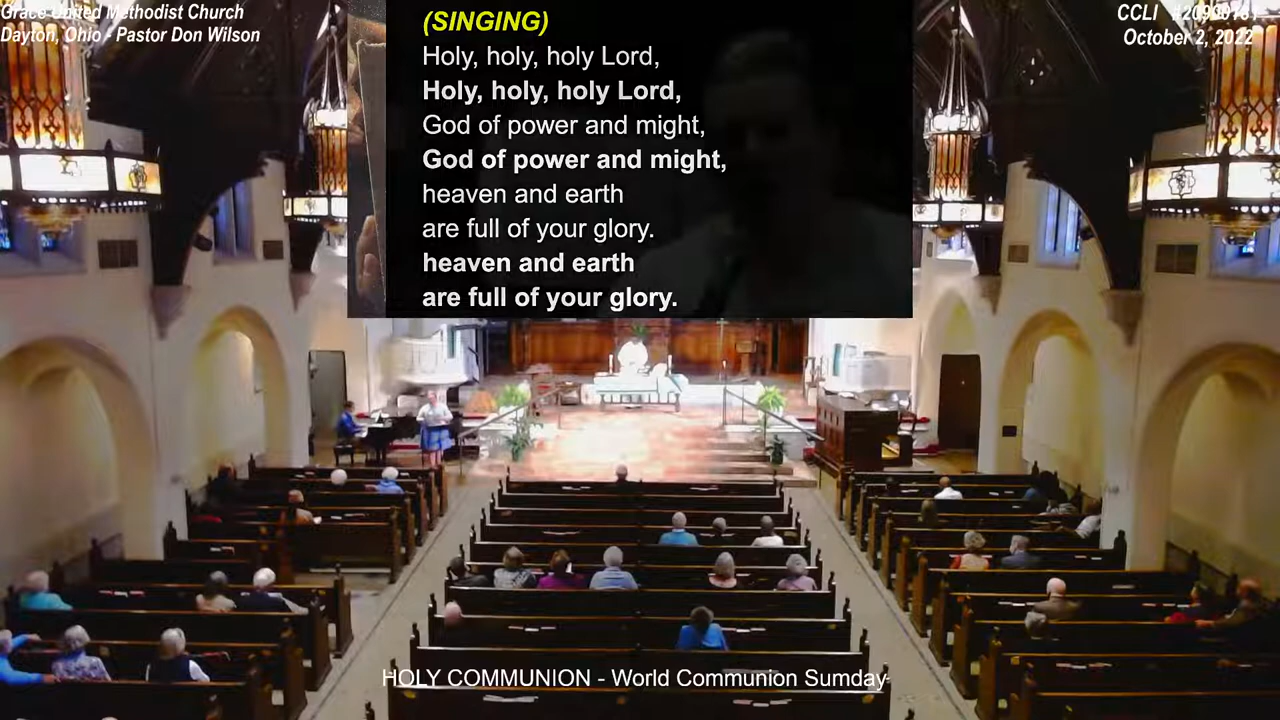 Grace United Methodist Church
Dayton, Ohio - Pastor Don Wilson
CCLI #20990161
October 2, 2022
(SINGING)
Holy, holy, holy Lord,
Holy, holy, holy Lord,
God of power and might,
God of power and might,
heaven and earth
are full of your glory.
heaven and earth
are full of your glory.
HOLY COMMUNION - World Communion Sumday